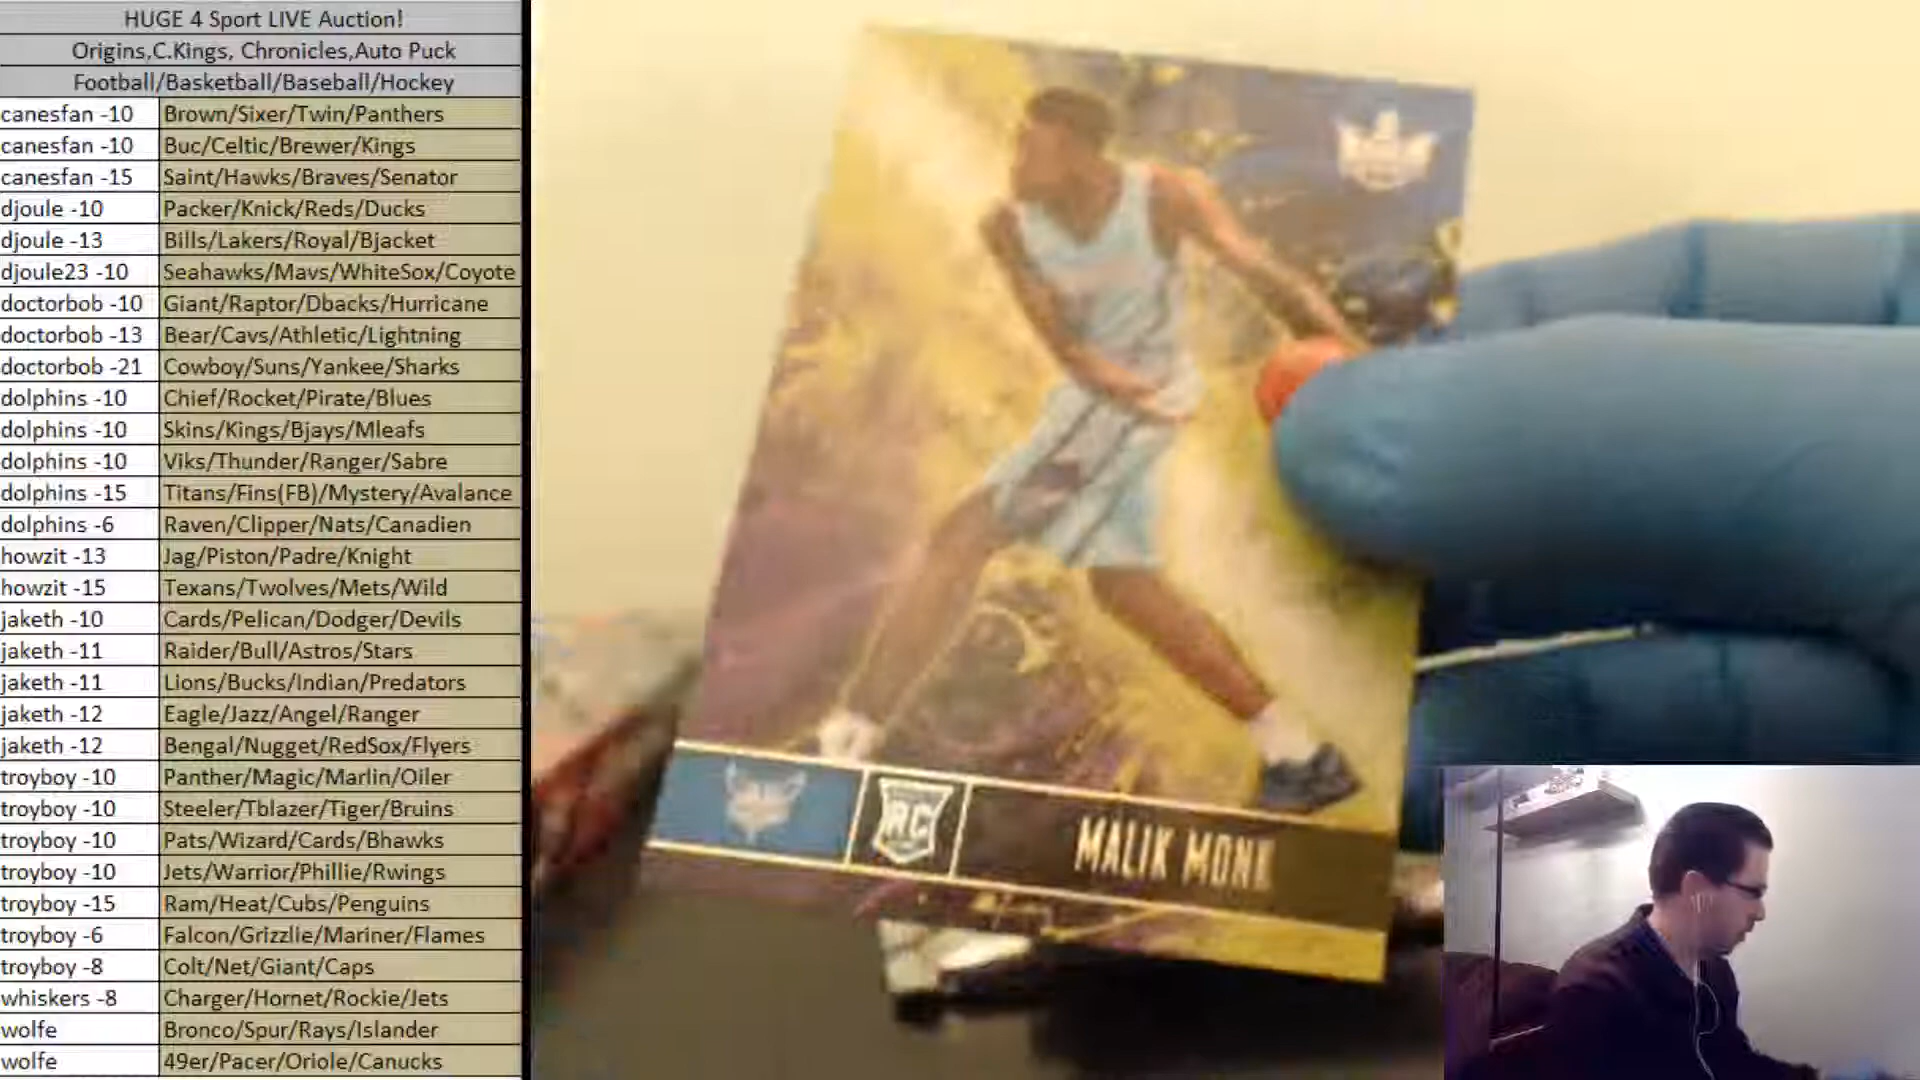 HUGE 4 Sport LIVE Auction!
Origins,C.Kings, Chronicles,Auto Puck
Football/Basketball/Baseball/Hockey
canesfan -10 Brown/Sixer/Twin/Panthers
canesfan -10 Buc/Celtic/Brewer/Kings
canesfan -15 Saint/Hawks/Braves/Senator
djoule -10 Packer/Knick/Reds/Ducks
djoule -13 Bills/Lakers/Royal/Bjacket
djoule23 -10 Seahawks/Mavs/WhiteSox/Coyote
doctorbob -10 Giant/Raptor/Dbacks/Hurricane
doctorbob -13 Bear/Cavs/Athletic/Lightning
doctorbob -21 Cowboy/Suns/Yankee/Sharks
dolphins -10 Chief/Rocket/Pirate/Blues
dolphins -10 Skins/Kings/Bjays/Mleafs
dolphins -10 Viks/Thunder/Ranger/Sabre
dolphins -15 Titans/Fins(FB)/Mystery/Avalance
dolphins -6 Raven/Clipper/Nats/Canadien
howzit -13 Jag/Piston/Padre/Knight
howzit -15 Texans/Twolves/Mets/Wild
jaketh -10 Cards/Pelican/Dodger/Devils
jaketh -11 Raider/Bull/Astros/Stars
jaketh -11 Lions/Bucks/Indian/Predators
jaketh -12 Eagle/Jazz/Angel/Ranger
jaketh -12 Bengal/Nugget/RedSox/Flyers
troyboy -10 Panther/Magic/Marlin/Oiler
troyboy -10 Steeler/Tblazer/Tiger/Bruins
troyboy -10 Pats/Wizard/Cards/Bhawks
troyboy -10 Jets/Warrior/Phillie/Rwings
troyboy -15 Ram/Heat/Cubs/Penguins
troyboy -6 Falcon/Grizzlie/Mariner/Flames
troyboy -8 Colt/Net/Giant/Caps
whiskers -8 Charger/Hornet/Rockie/Jets
wolfe Bronco/Spur/Rays/Islander
wolfe 49er/Pacer/Oriole/Canucks
RC
MALIK MONK